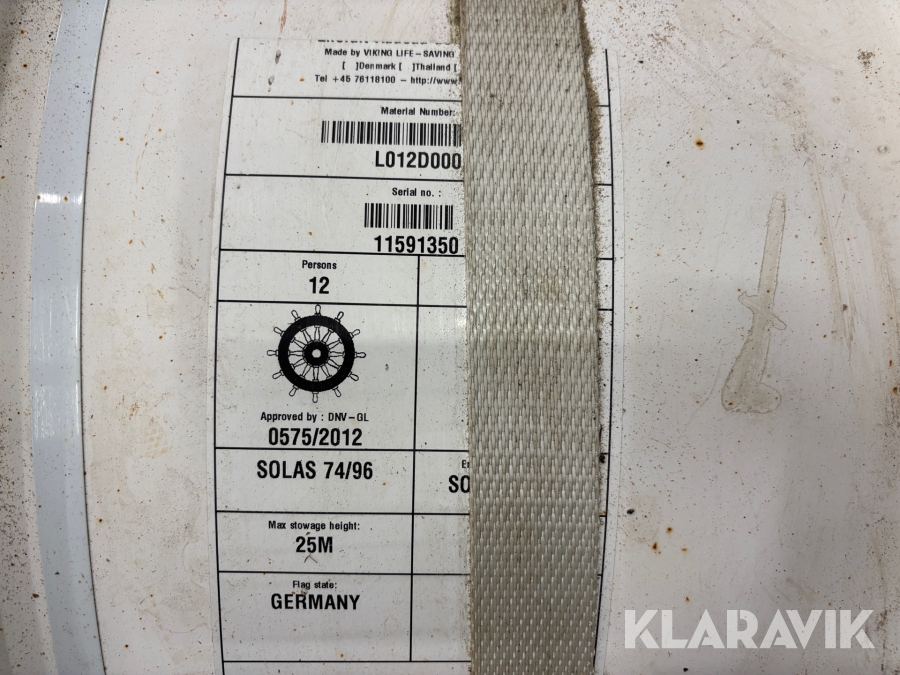 Made by VIKING LIFE-SAVING
[ ]Denmark [ ]Thailand [
Tel +45 76118100 - http://www.
Material Number:
L012D000
Serial no. :
11591350
Persons
12
Approved by : DNV-GL
0575/2012
SOLAS 74/96
SO
Max stowage height:
25M
Flag state:
GERMANY
KLARAVIK